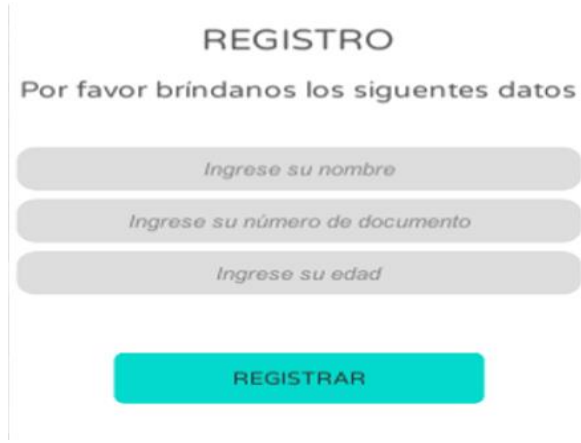 REGISTRO
Por favor bríndanos los siguentes datos
Ingrese su nombre
Ingrese su número de documento
Ingrese su edad
REGISTRAR